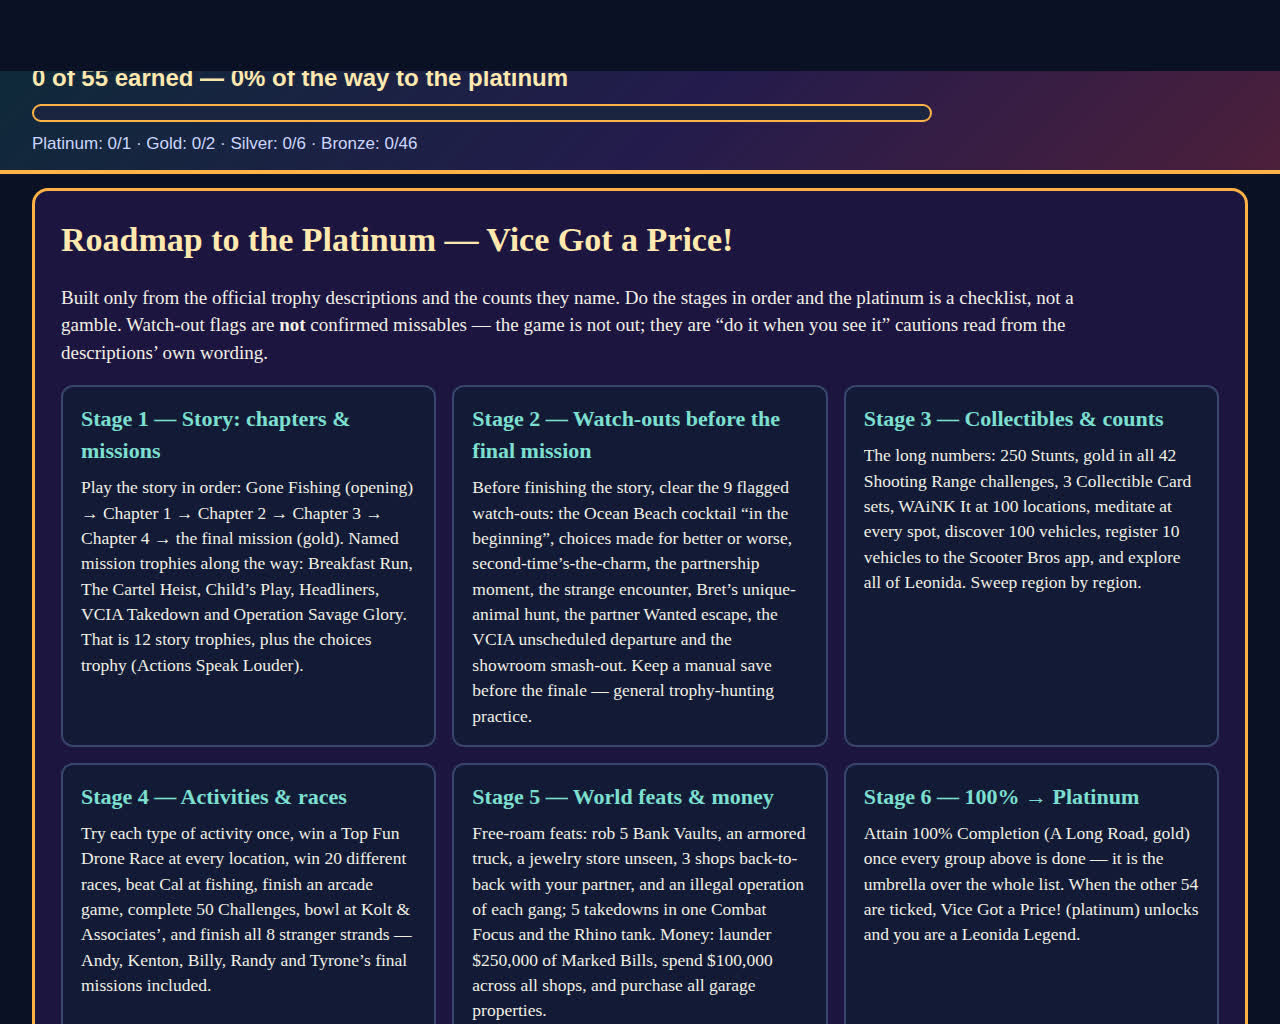 0 of 55 earned — 0% of the way to the platinum
Platinum: 0/1 · Gold: 0/2 · Silver: 0/6 · Bronze: 0/46
Roadmap to the Platinum — Vice Got a Price!
Built only from the official trophy descriptions and the counts they name. Do the stages in order and the platinum is a checklist, not a
gamble. Watch-out flags are not confirmed missables — the game is not out; they are “do it when you see it” cautions read from the
descriptions’ own wording.
Stage 1 — Story: chapters &
missions
Play the story in order: Gone Fishing (opening)
→ Chapter 1 → Chapter 2 → Chapter 3 →
Chapter 4 → the final mission (gold). Named
mission trophies along the way: Breakfast Run,
The Cartel Heist, Child’s Play, Headliners,
VCIA Takedown and Operation Savage Glory.
That is 12 story trophies, plus the choices
trophy (Actions Speak Louder).
Stage 2 — Watch-outs before the
final mission
Before finishing the story, clear the 9 flagged
watch-outs: the Ocean Beach cocktail “in the
beginning”, choices made for better or worse,
second-time’s-the-charm, the partnership
moment, the strange encounter, Bret’s unique-
animal hunt, the partner Wanted escape, the
VCIA unscheduled departure and the
showroom smash-out. Keep a manual save
before the finale — general trophy-hunting
practice.
Stage 3 — Collectibles & counts
The long numbers: 250 Stunts, gold in all 42
Shooting Range challenges, 3 Collectible Card
sets, WAiNK It at 100 locations, meditate at
every spot, discover 100 vehicles, register 10
vehicles to the Scooter Bros app, and explore
all of Leonida. Sweep region by region.
Stage 4 — Activities & races
Try each type of activity once, win a Top Fun
Drone Race at every location, win 20 different
races, beat Cal at fishing, finish an arcade
game, complete 50 Challenges, bowl at Kolt &
Associates’, and finish all 8 stranger strands —
Andy, Kenton, Billy, Randy and Tyrone’s final
missions included.
Stage 5 — World feats & money
Free-roam feats: rob 5 Bank Vaults, an armored
truck, a jewelry store unseen, 3 shops back-to-
back with your partner, and an illegal operation
of each gang; 5 takedowns in one Combat
Focus and the Rhino tank. Money: launder
$250,000 of Marked Bills, spend $100,000
across all shops, and purchase all garage
properties.
Stage 6 — 100% → Platinum
Attain 100% Completion (A Long Road, gold)
once every group above is done — it is the
umbrella over the whole list. When the other 54
are ticked, Vice Got a Price! (platinum) unlocks
and you are a Leonida Legend.